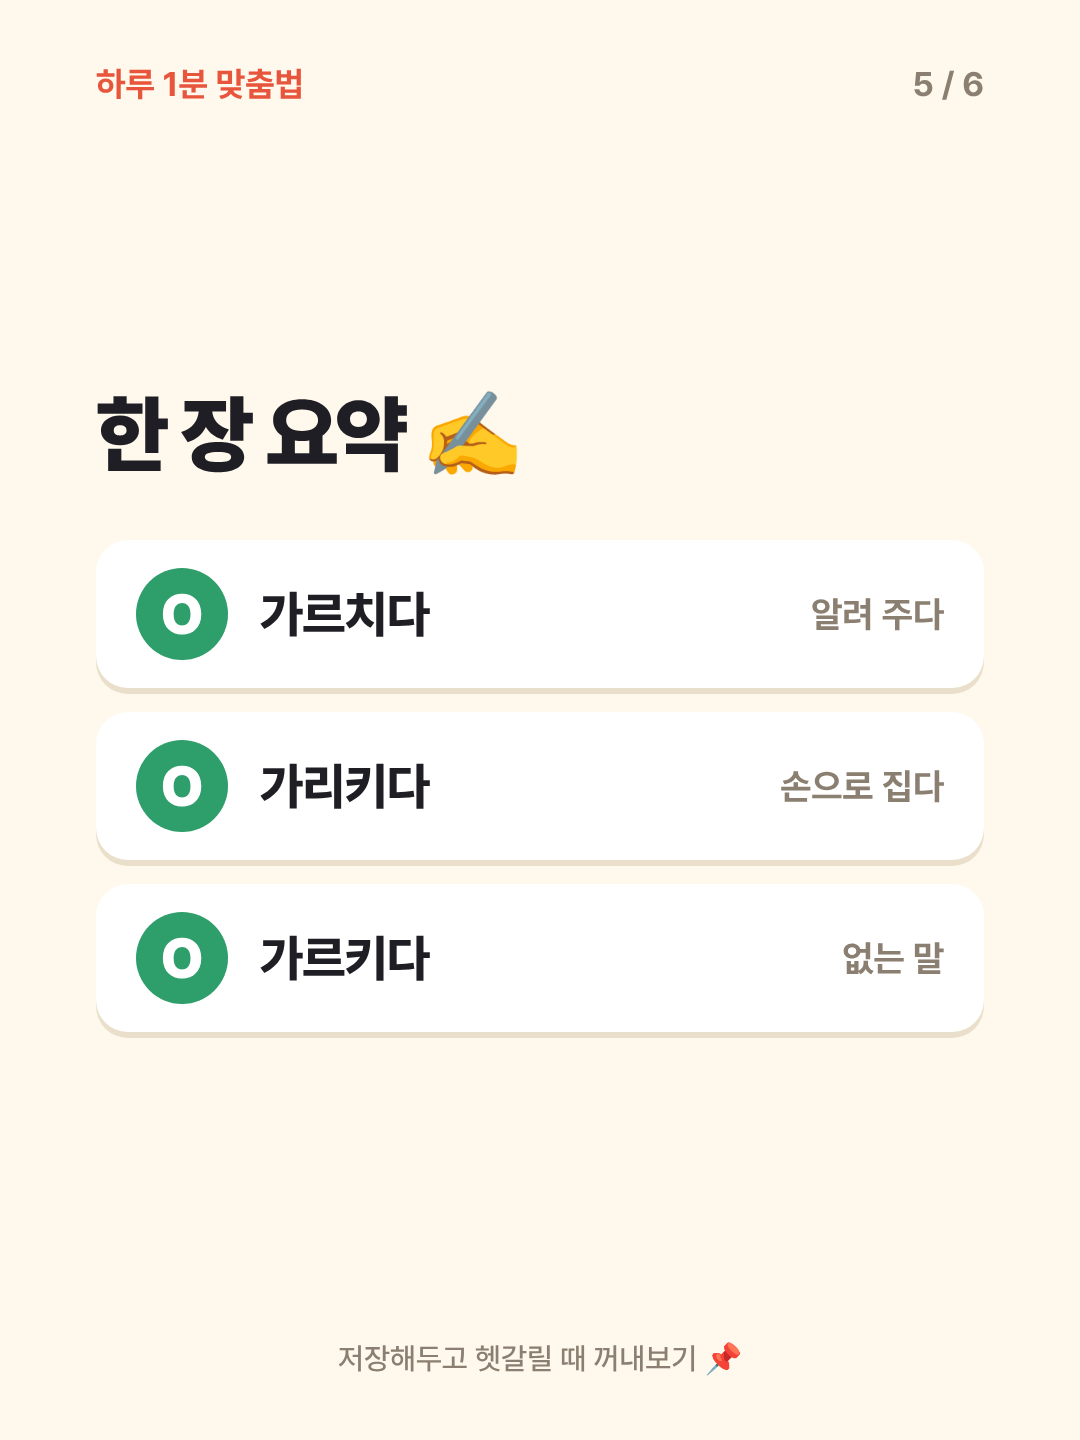 하루 1분 맞춤법
5 / 6
한 장 요약 ✍️
O 가르치다 알려 주다
O 가리키다 손으로 집다
O 가르키다 없는 말
저장해두고 헷갈릴 때 꺼내보기 📌